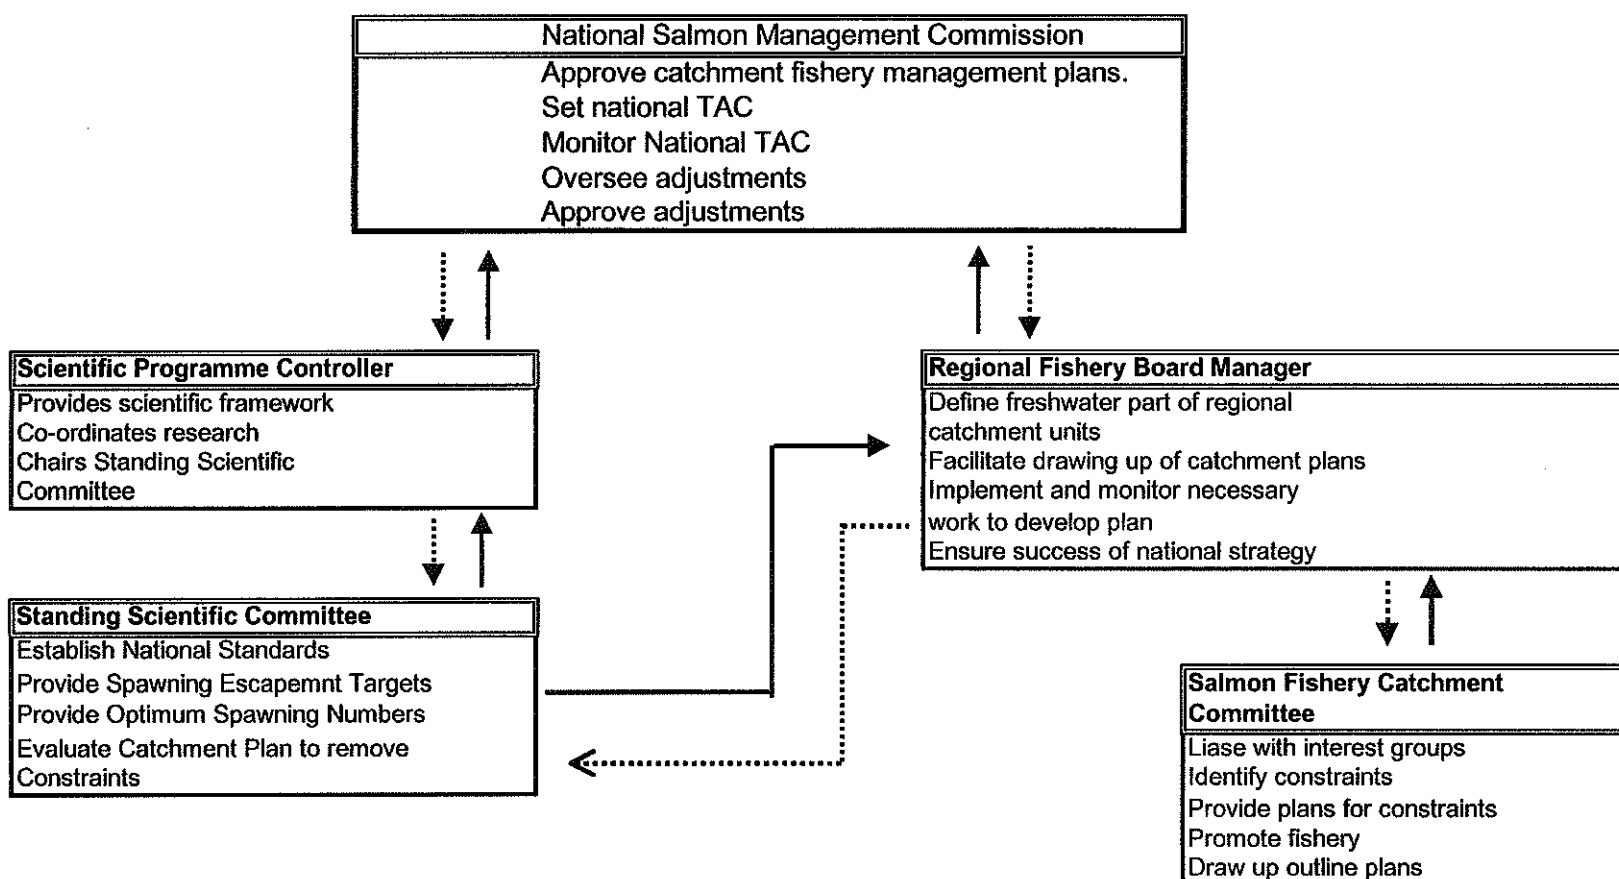 National Salmon Management Commission
Approve catchment fishery management plans.
Set national TAC
Monitor National TAC
Oversee adjustments
Approve adjustments
Scientific Programme Controller
Provides scientific framework
Co-ordinates research
Chairs Standing Scientific
Committee
Regional Fishery Board Manager
Define freshwater part of regional
catchment units
Facilitate drawing up of catchment plans
Implement and monitor necessary
work to develop plan
Ensure success of national strategy
Standing Scientific Committee
Establish National Standards
Provide Spawning Escapemnt Targets
Provide Optimum Spawning Numbers
Evaluate Catchment Plan to remove
Constraints
Salmon Fishery Catchment
Committee
Liase with interest groups
Identify constraints
Provide plans for constraints
Promote fishery
Draw up outline plans